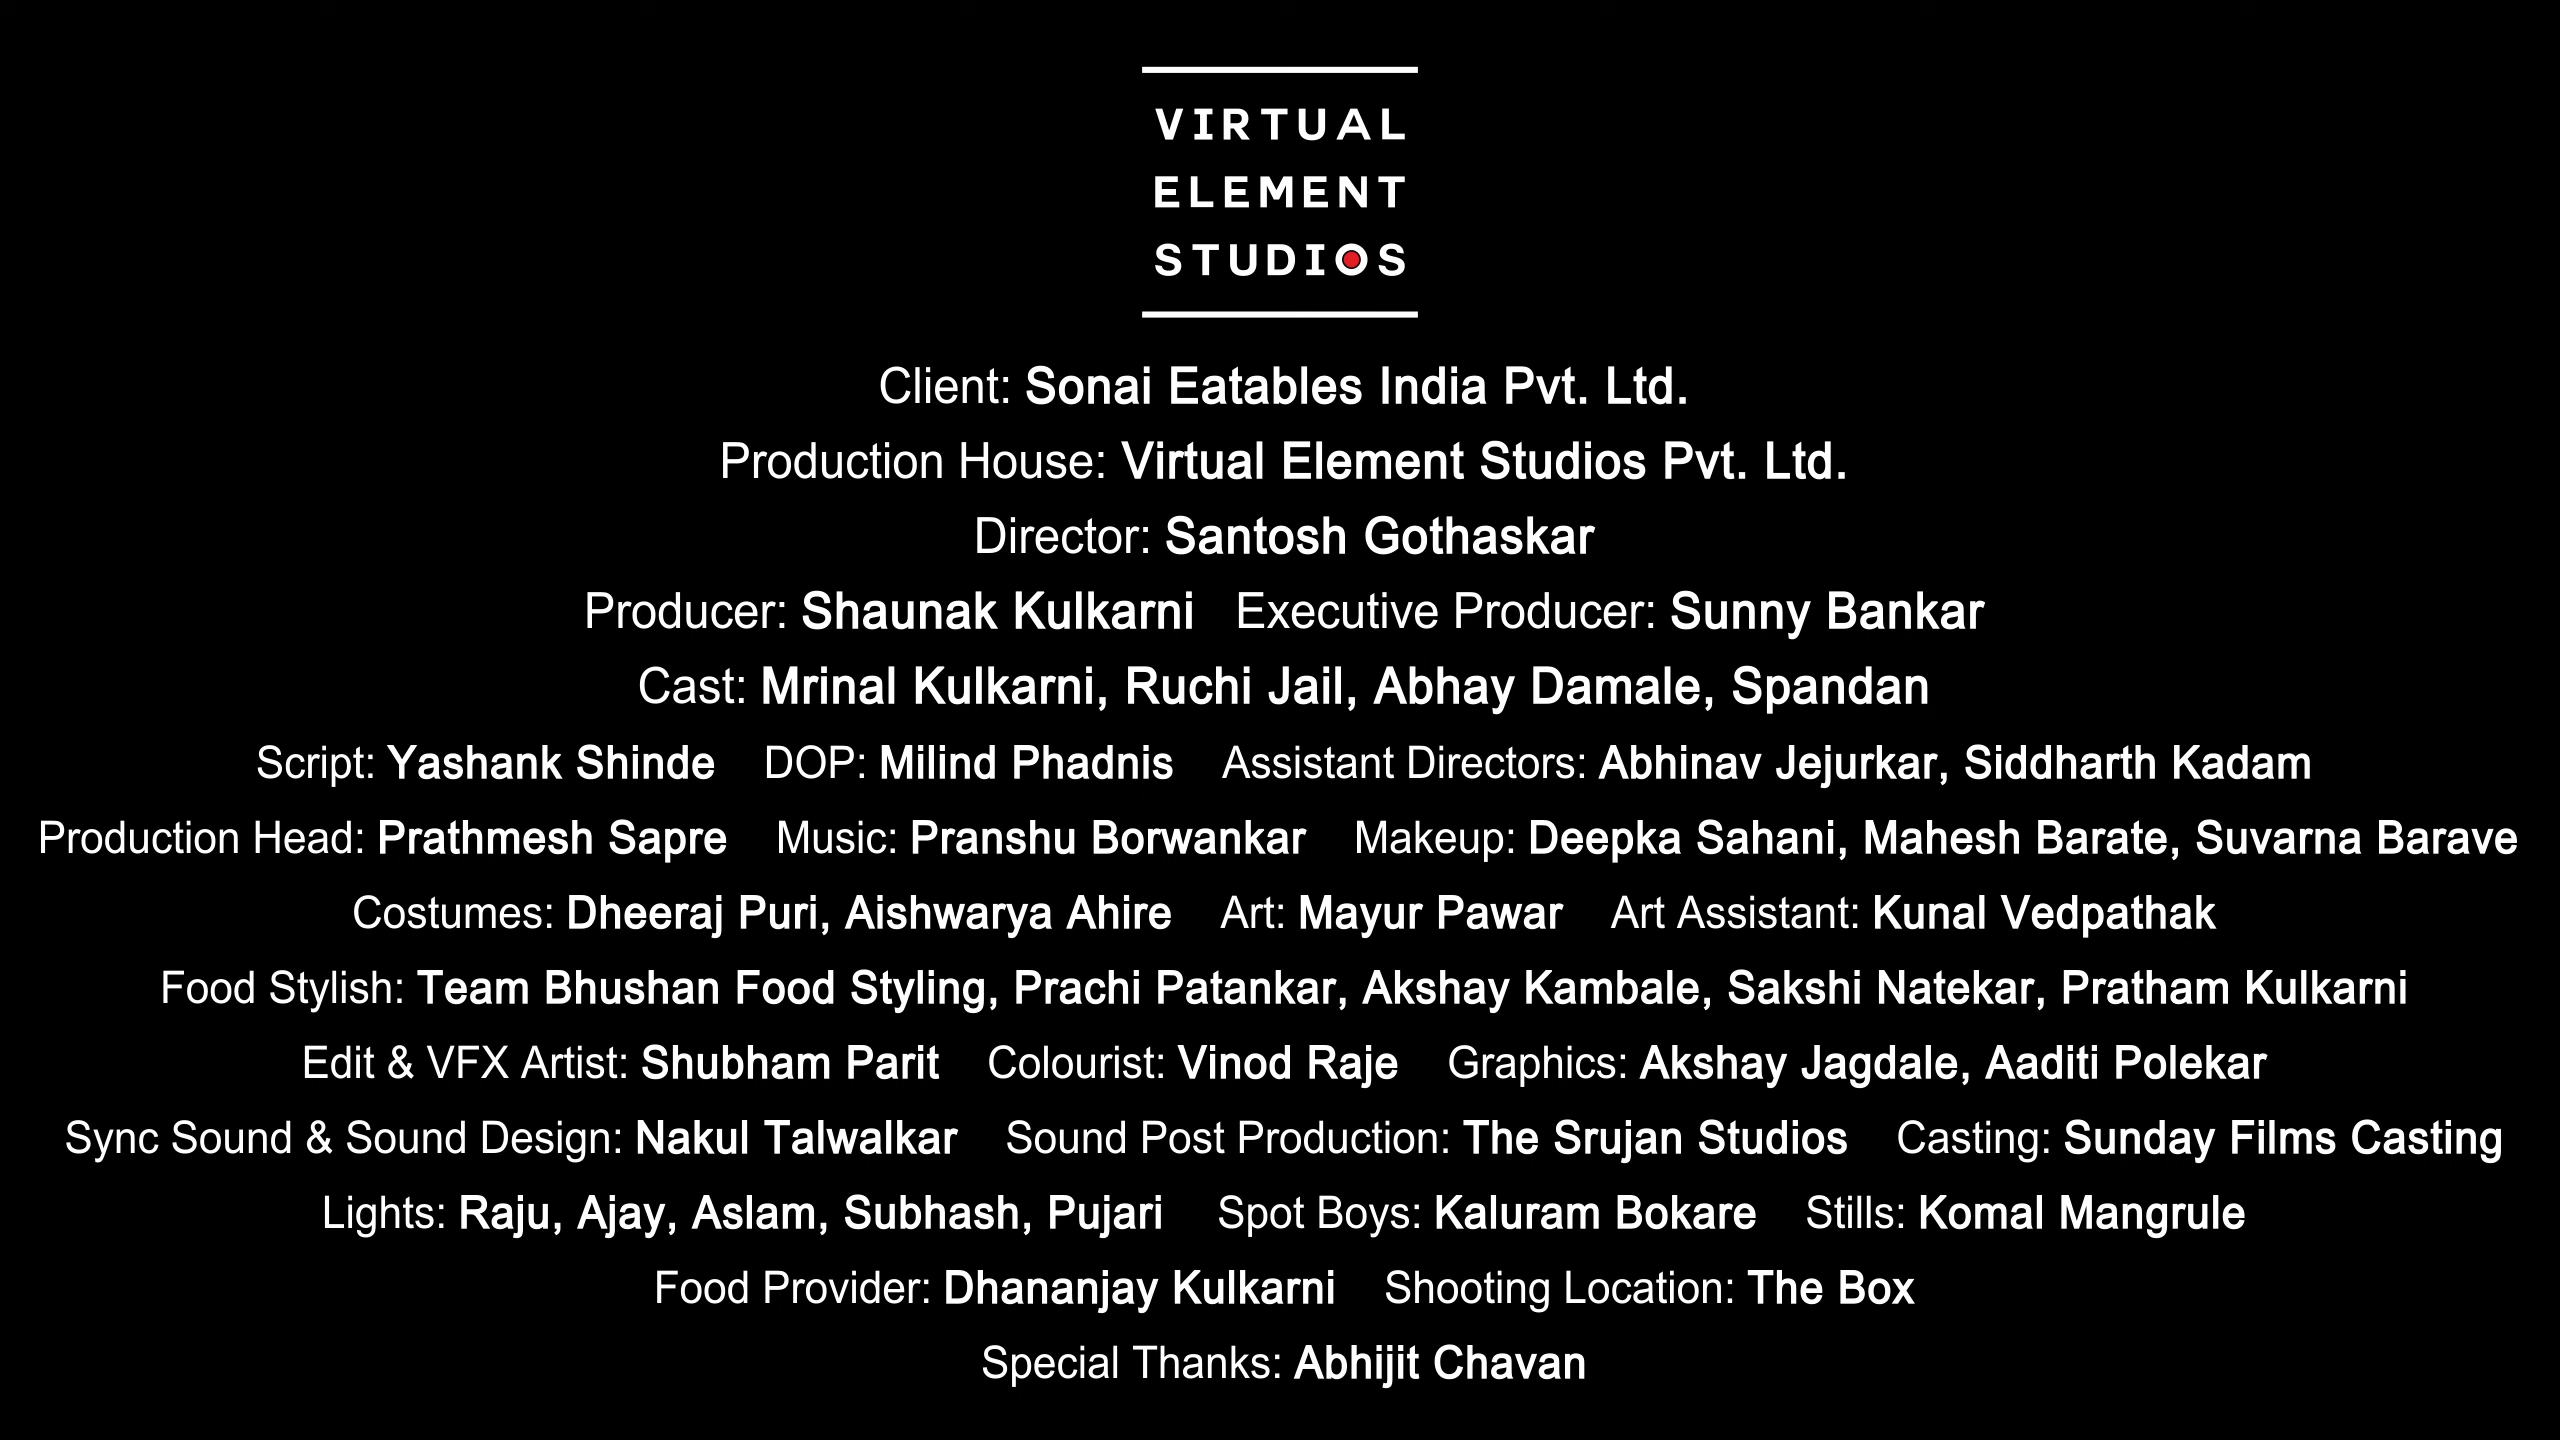 VIRTUAL
ELEMENT
STUDIOS
Client: Sonai Eatables India Pvt. Ltd.
Production House: Virtual Element Studios Pvt. Ltd.
Director: Santosh Gothaskar
Producer: Shaunak Kulkarni Executive Producer: Sunny Bankar
Cast: Mrinal Kulkarni, Ruchi Jail, Abhay Damale, Spandan
Script: Yashank Shinde DOP: Milind Phadnis Assistant Directors: Abhinav Jejurkar, Siddharth Kadam
Production Head: Prathmesh Sapre Music: Pranshu Borwankar Makeup: Deepka Sahani, Mahesh Barate, Suvarna Barave
Costumes: Dheeraj Puri, Aishwarya Ahire Art: Mayur Pawar Art Assistant: Kunal Vedpathak
Food Stylish: Team Bhushan Food Styling, Prachi Patankar, Akshay Kambale, Sakshi Natekar, Pratham Kulkarni
Edit & VFX Artist: Shubham Parit Colourist: Vinod Raje Graphics: Akshay Jagdale, Aaditi Polekar
Sync Sound & Sound Design: Nakul Talwalkar Sound Post Production: The Srujan Studios Casting: Sunday Films Casting
Lights: Raju, Ajay, Aslam, Subhash, Pujari Spot Boys: Kaluram Bokare Stills: Komal Mangrule
Food Provider: Dhananjay Kulkarni Shooting Location: The Box
Special Thanks: Abhijit Chavan